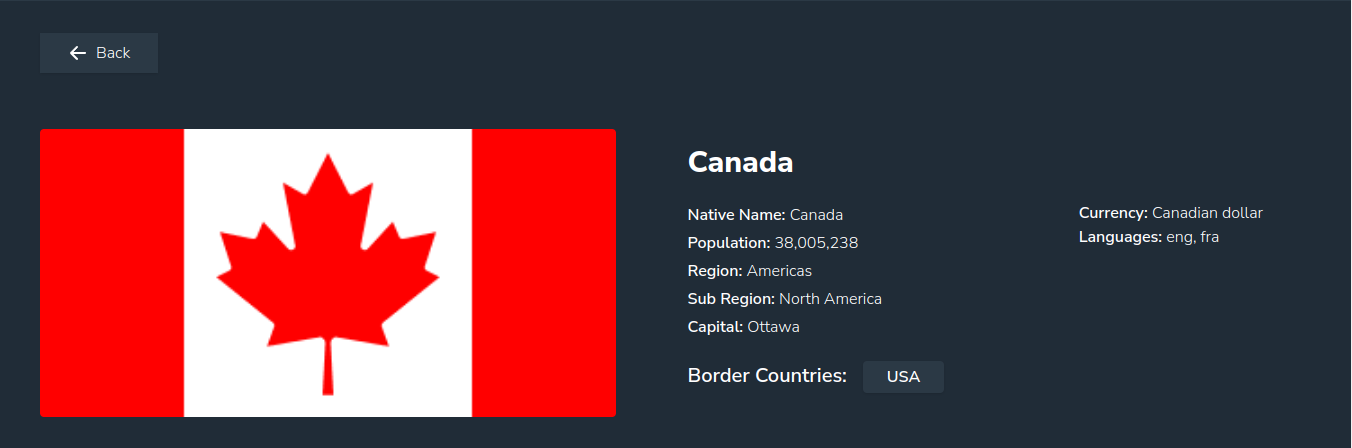 Back
Canada
Native Name: Canada
Population: 38,005,238
Region: Americas
Sub Region: North America
Capital: Ottawa
Currency: Canadian dollar
Languages: eng, fra
Border Countries: USA